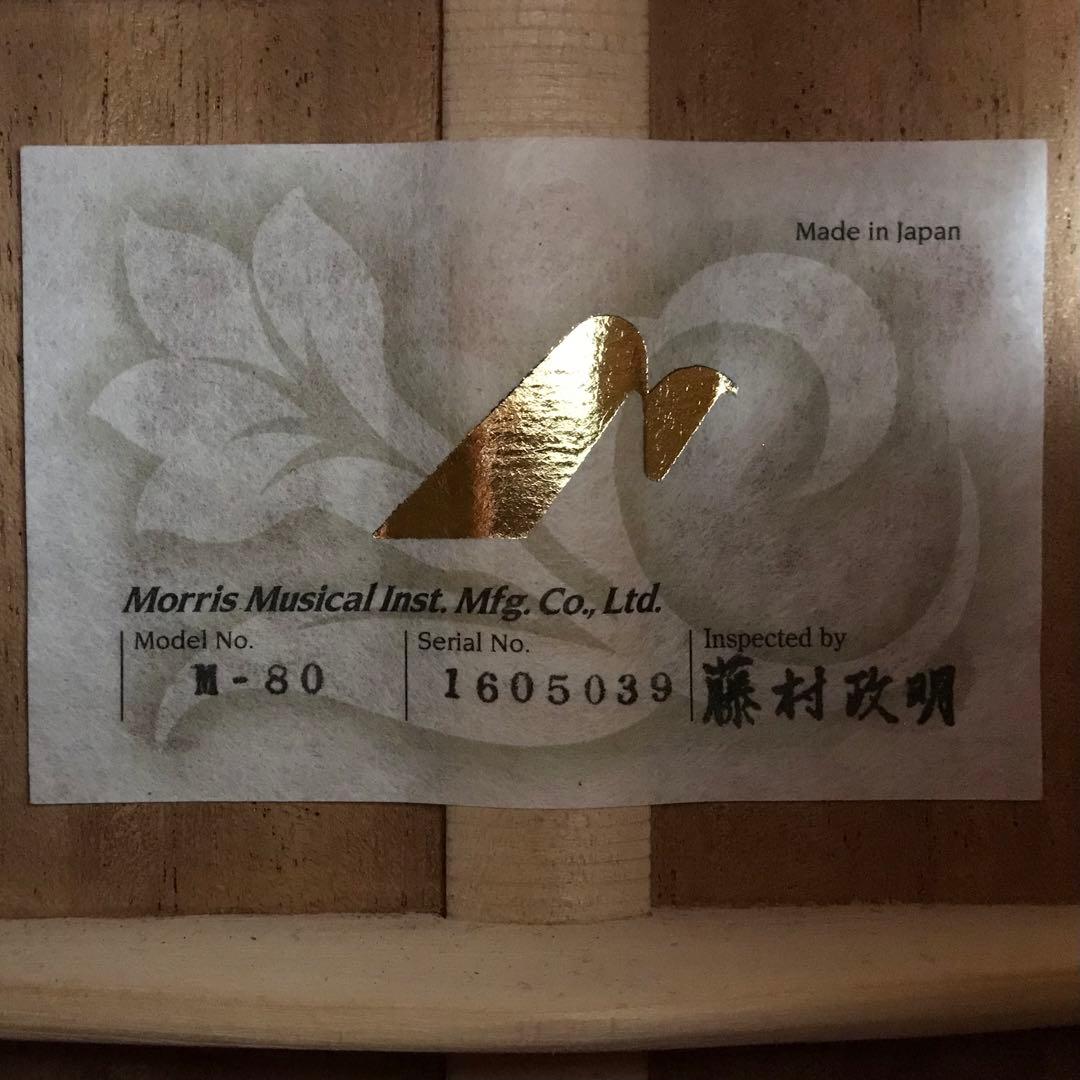 Made in Japan
Morris Musical Inst. Mfg. Co., Ltd.
Model No. Serial No. Inspected by
M-80 1605039 藤村政明